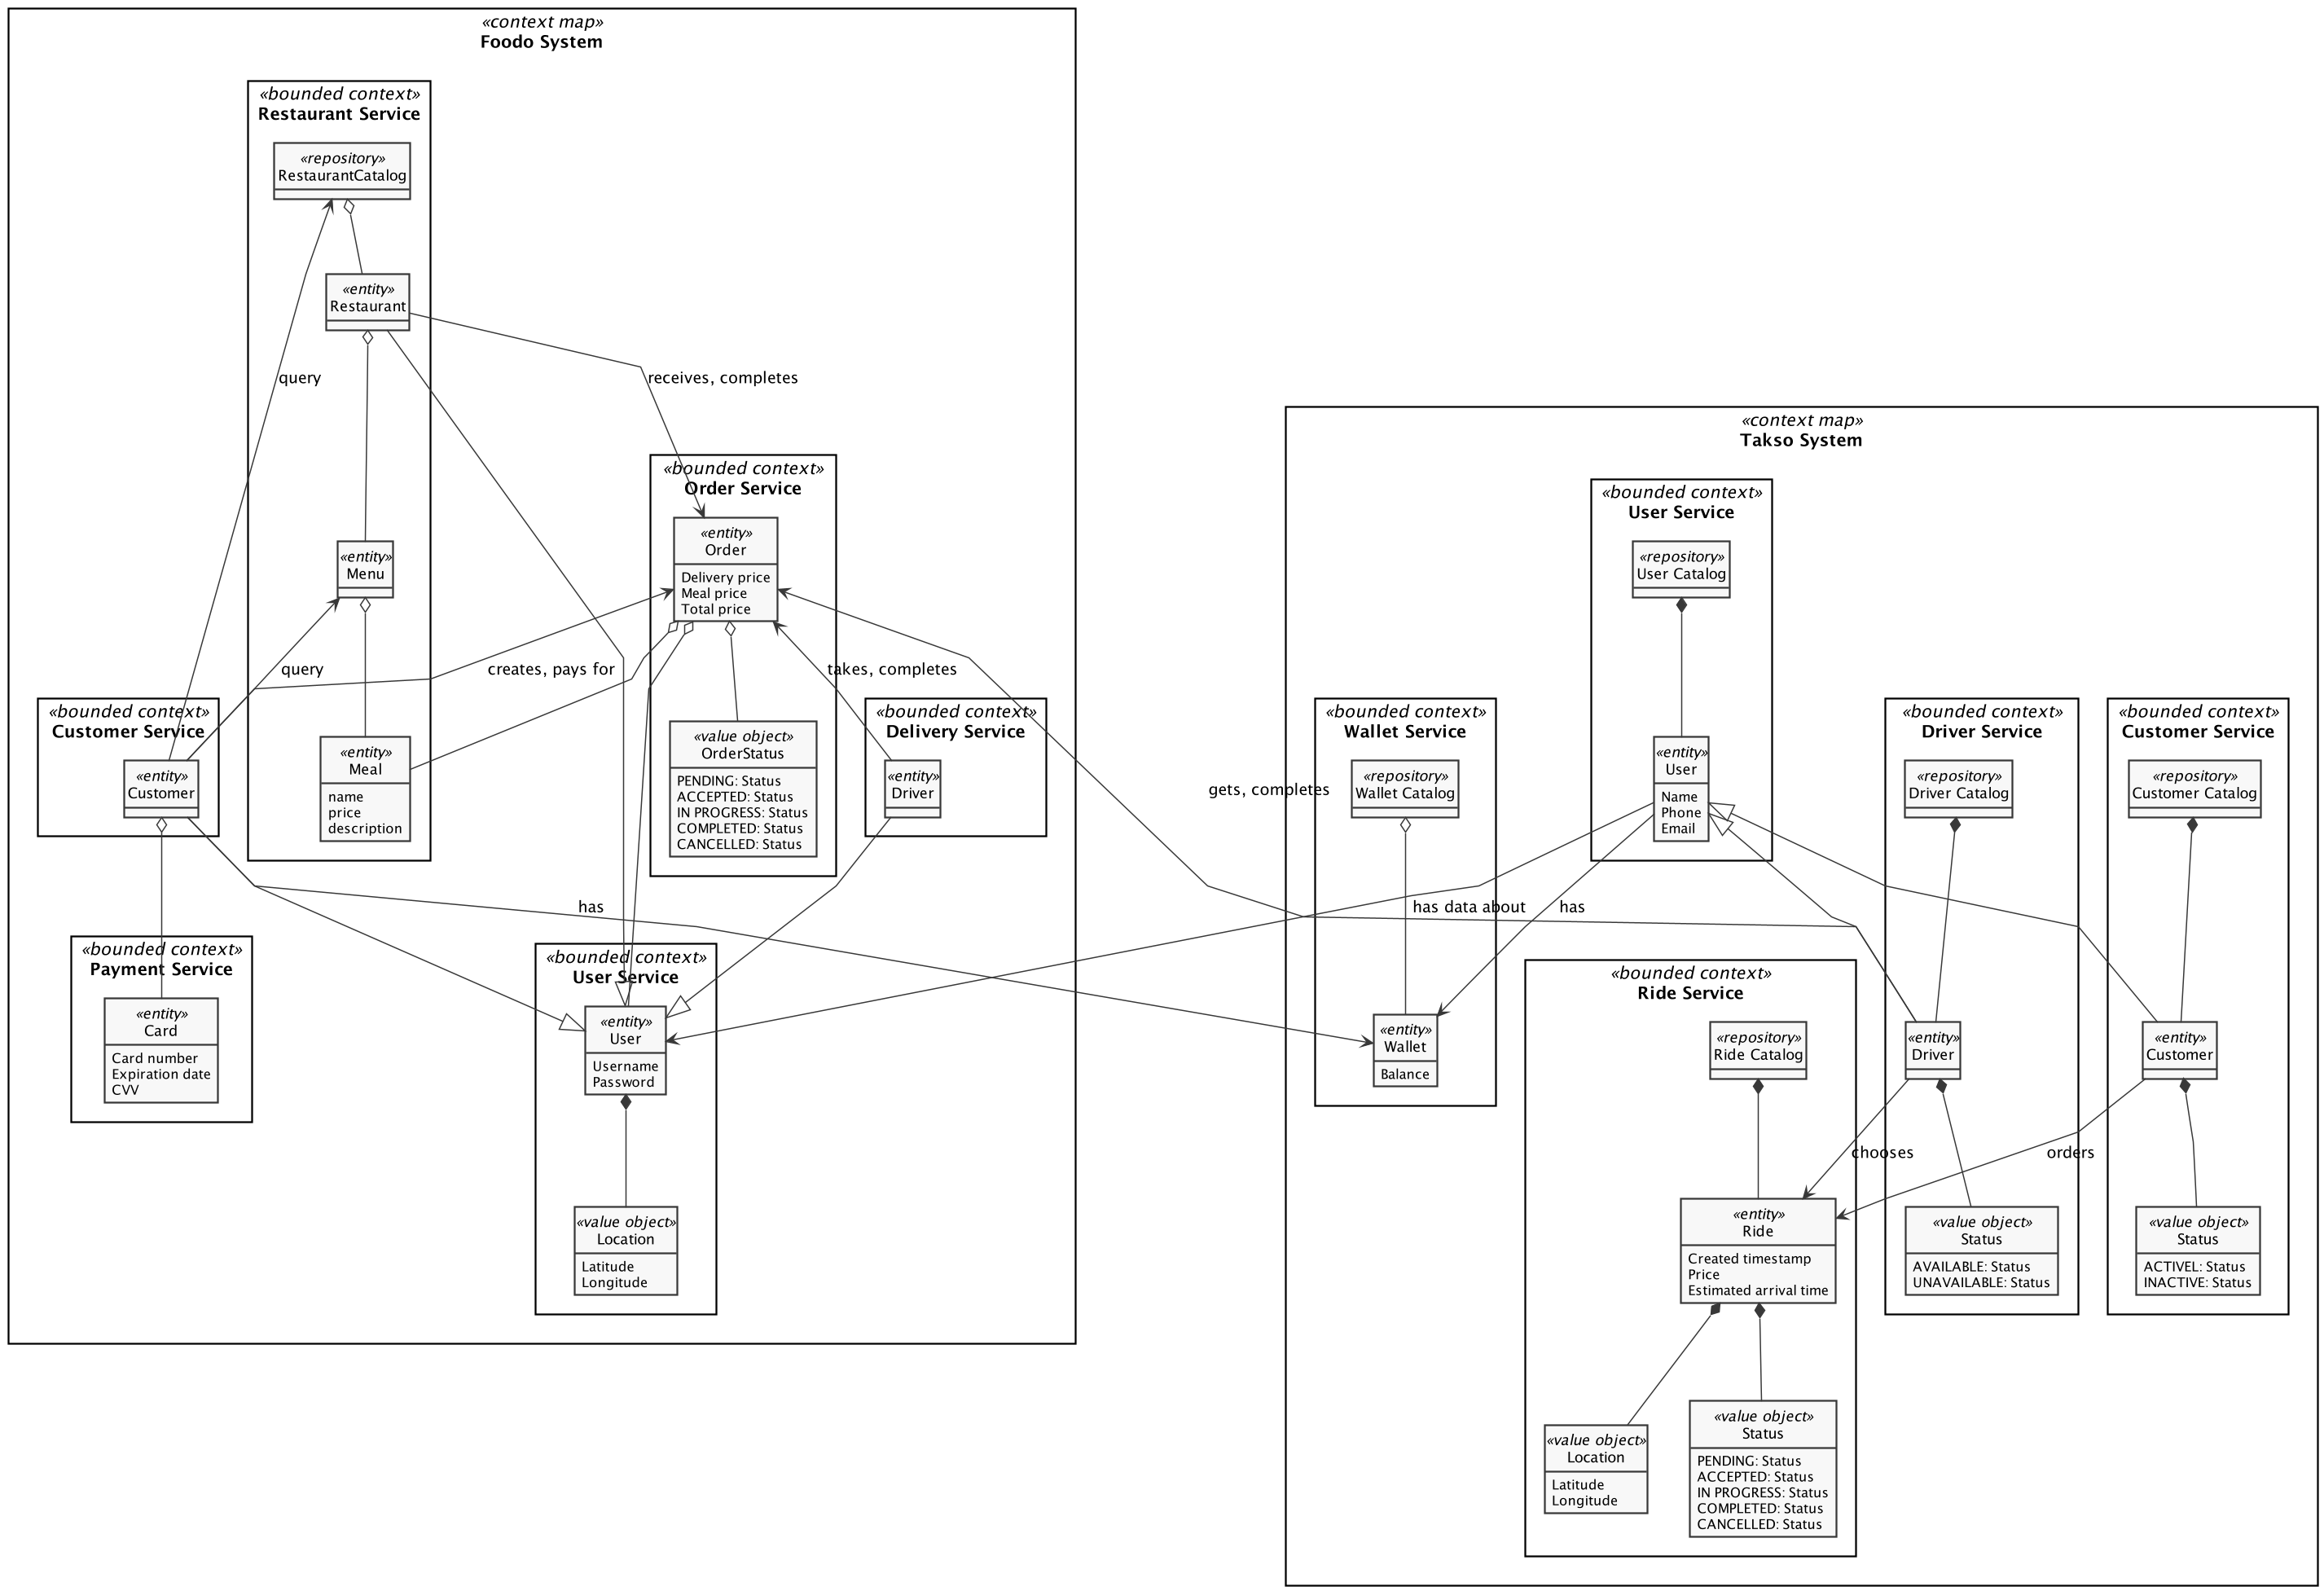 «context map»
Foodo System
«bounded context»
Restaurant Service
«repository»
RestaurantCatalog
«entity»
Restaurant
query
receives, completes
«bounded context»
Order Service
«entity»
Order
Delivery price
Meal price
Total price
«entity»
Menu
query
creates, pays for
takes, completes
«bounded context»
Customer Service
«entity»
Customer
«entity»
Meal
name
price
description
«value object»
OrderStatus
PENDING: Status
ACCEPTED: Status
IN PROGRESS: Status
COMPLETED: Status
CANCELLED: Status
«bounded context»
Delivery Service
«entity»
Driver
has
«bounded context»
Payment Service
«entity»
Card
Card number
Expiration date
CVV
«bounded context»
User Service
«entity»
User
Username
Password
«value object»
Location
Latitude
Longitude
gets, completes
«context map»
Takso System
«bounded context»
User Service
«repository»
User Catalog
«entity»
User
Name
Phone
Email
«bounded context»
Wallet Service
«repository»
Wallet Catalog
has data about
has
«entity»
Wallet
Balance
«bounded context»
Driver Service
«repository»
Driver Catalog
«entity»
Driver
«value object»
Status
AVAILABLE: Status
UNAVAILABLE: Status
«bounded context»
Customer Service
«repository»
Customer Catalog
«entity»
Customer
«value object»
Status
ACTIVEL: Status
INACTIVE: Status
«bounded context»
Ride Service
«repository»
Ride Catalog
chooses
orders
«entity»
Ride
Created timestamp
Price
Estimated arrival time
«value object»
Location
Latitude
Longitude
«value object»
Status
PENDING: Status
ACCEPTED: Status
IN PROGRESS: Status
COMPLETED: Status
CANCELLED: Status